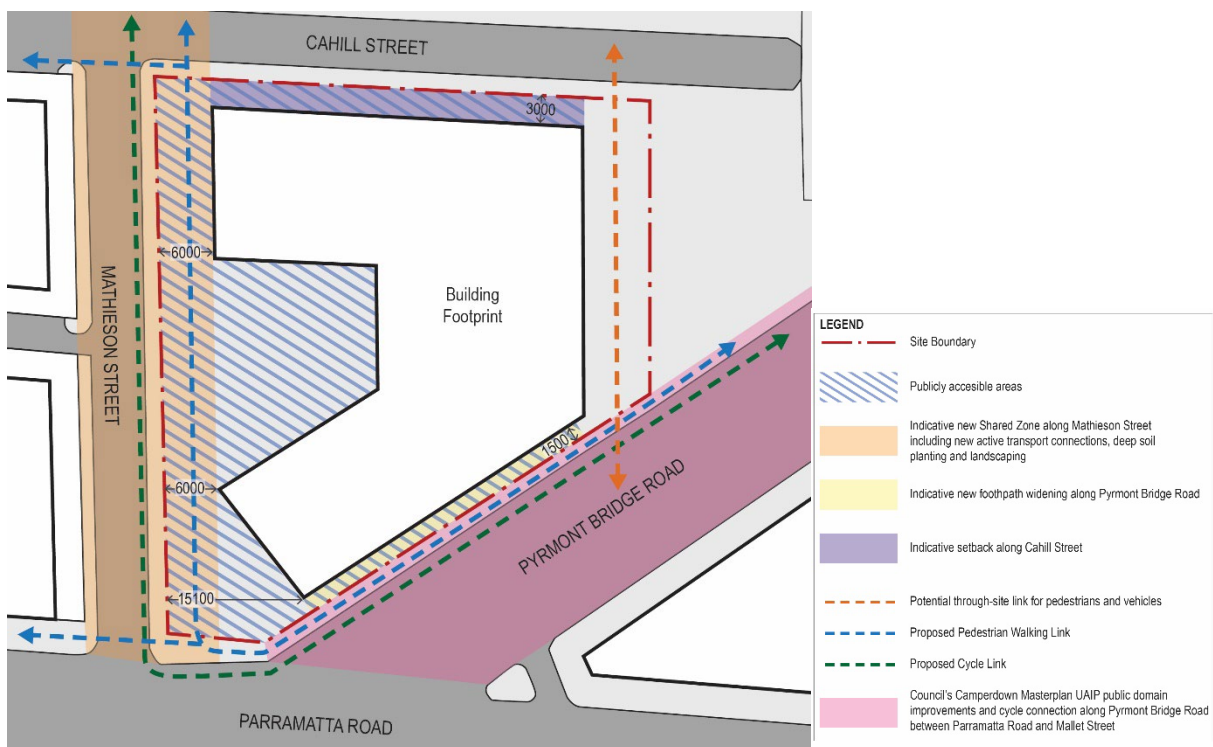 CAHILL STREET
3000
6000
MATHIESON STREET
Building
Footprint
1500
6000
PYRMONT BRIDGE ROAD
15100
PARRAMATTA ROAD
LEGEND
Site Boundary
Publicly accesible areas
Indicative new Shared Zone along Mathieson Street
including new active transport connections, deep soil
planting and landscaping
Indicative new footpath widening along Pyrmont Bridge Road
Indicative setback along Cahill Street
Potential through-site link for pedestrians and vehicles
Proposed Pedestrian Walking Link
Proposed Cycle Link
Council's Camperdown Masterplan UAIP public domain
improvements and cycle connection along Pyrmont Bridge Road
between Parramatta Road and Mallet Street